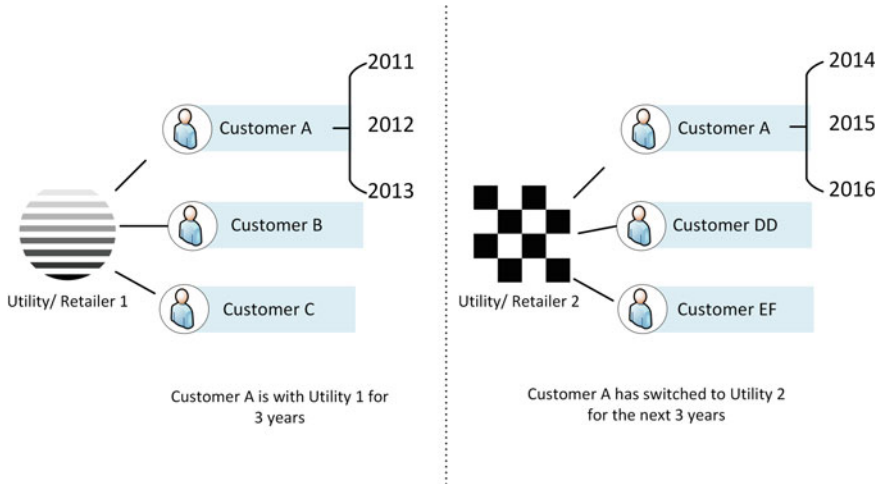 2011
Customer A
2012
2013
Customer B
Utility/ Retailer 1
Customer C
Customer A is with Utility 1 for
3 years
2014
Customer A
2015
2016
Customer DD
Utility/ Retailer 2
Customer EF
Customer A has switched to Utility 2
for the next 3 years